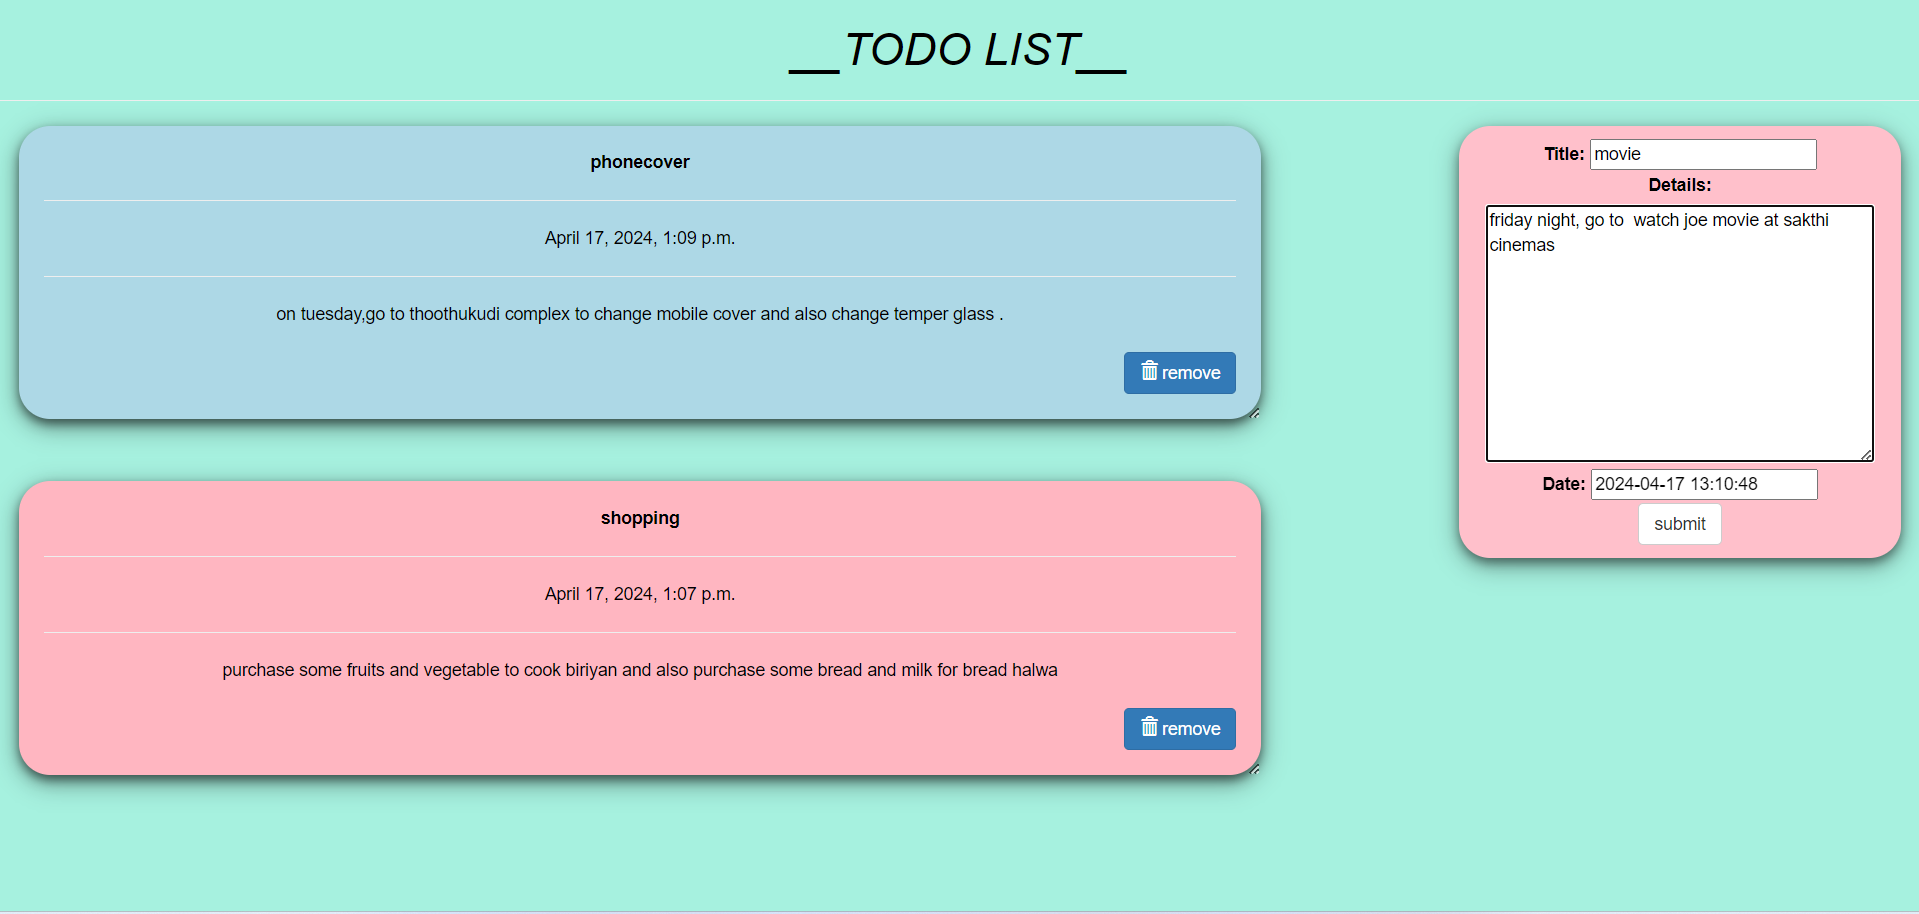 __TODO LIST__
phonecover
April 17, 2024, 1:09 p.m.
on tuesday,go to thoothukudi complex to change mobile cover and also change temper glass .
remove
shopping
April 17, 2024, 1:07 p.m.
purchase some fruits and vegetable to cook biriyan and also purchase some bread and milk for bread halwa
remove
Title: movie
Details:
friday night, go to  watch joe movie at sakthi
cinemas
Date: 2024-04-17 13:10:48
submit